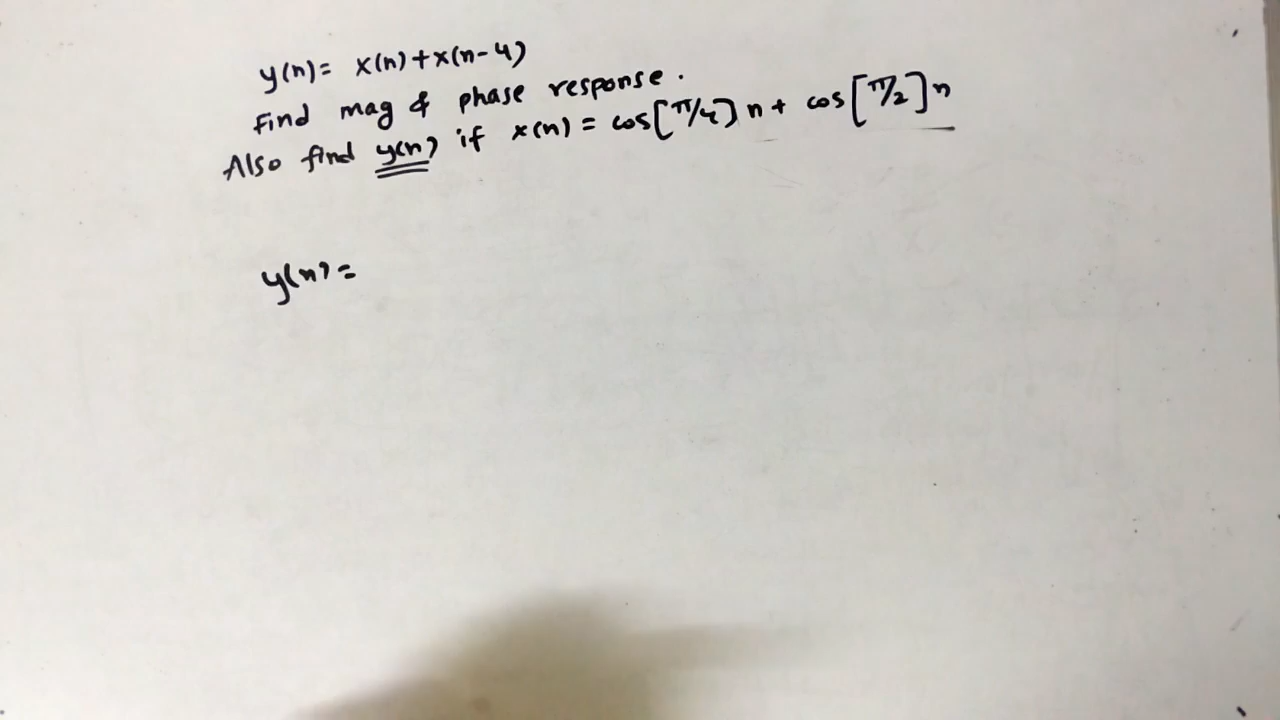 y(n)= x(n)+x(n-4)
Find mag & phase response.
Also find y(n) if x(n) = cos[π/4]n + cos[π/2]n
y(n) =